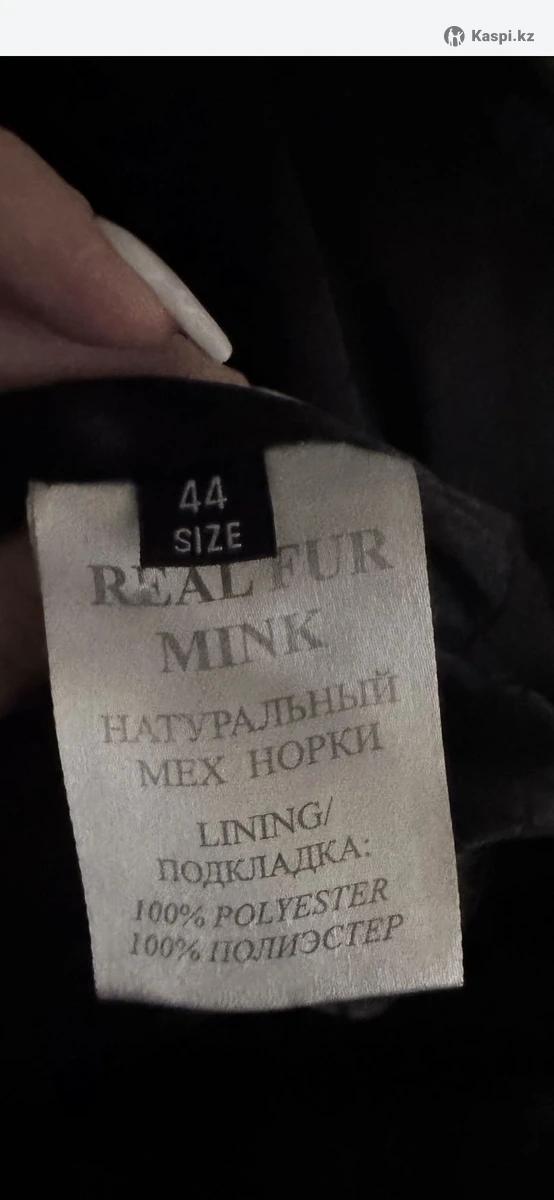 Kaspi.kz
44
SIZE
REAL FUR
MINK
НАТУРАЛЬНЫЙ
МЕХ НОРКИ
LINING/
ПОДКЛАДКА:
100% POLYESTER
100% ПОЛИЭСТЕР